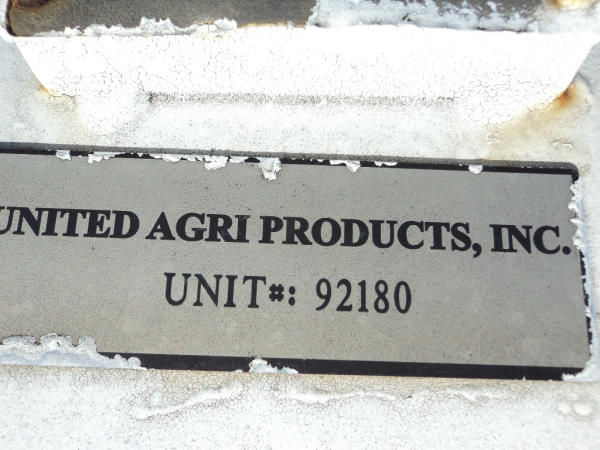 UNITED AGRI PRODUCTS, INC.
UNIT#: 92180